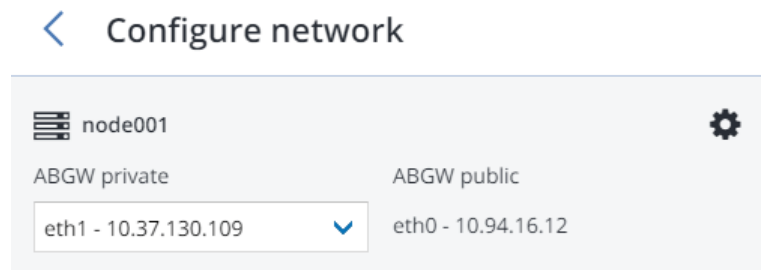 Configure network
node001
ABGW private
ABGW public
eth1 - 10.37.130.109
eth0 - 10.94.16.12